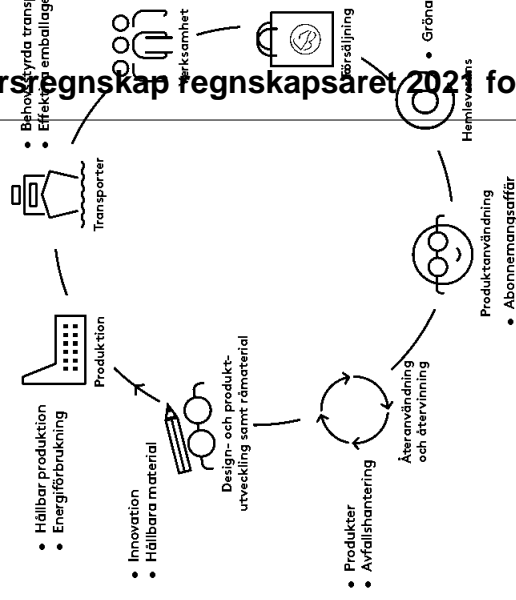 rsregnskap regnskapsåret 2021 fo
• Behovsstyrda transp
• Effektiva emballage
Transporter
Verksamhet
Försäljning
• Gröna
Hemleverans
Produktanvändning
• Abonnemangsaffär
Återanvändning
och återvinning
• Produkter
• Avfallshantering
Design- och produkt-
utveckling samt råmaterial
• Innovation
• Hållbara material
Produktion
• Hållbar produktion
• Energiförbrukning